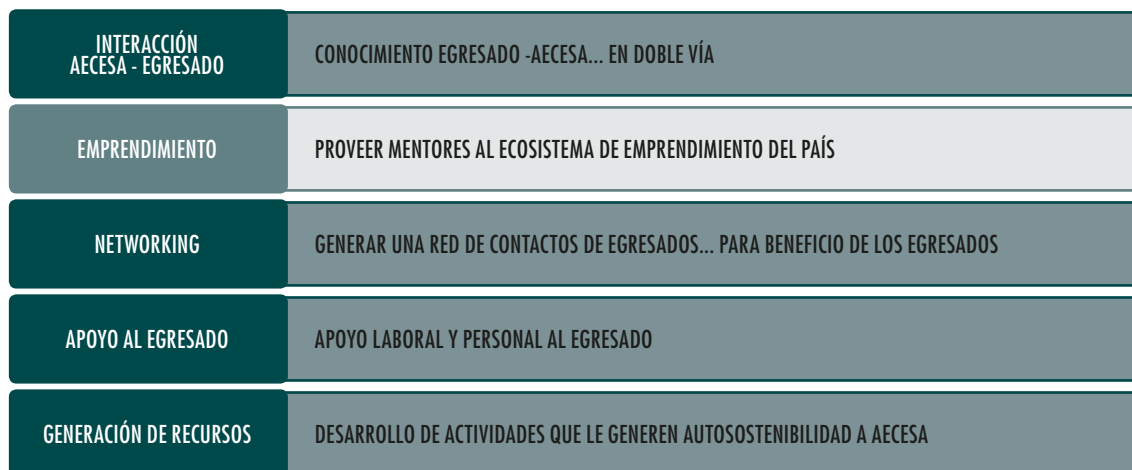 INTERACCIÓN
AECESA - EGRESADO
CONOCIMIENTO EGRESADO -AECESA... EN DOBLE VÍA
EMPRENDIMIENTO
PROVEER MENTORES AL ECOSISTEMA DE EMPRENDIMIENTO DEL PAÍS
NETWORKING
GENERAR UNA RED DE CONTACTOS DE EGRESADOS... PARA BENEFICIO DE LOS EGRESADOS
APOYO AL EGRESADO
APOYO LABORAL Y PERSONAL AL EGRESADO
GENERACIÓN DE RECURSOS
DESARROLLO DE ACTIVIDADES QUE LE GENEREN AUTOSOSTENIBILIDAD A AECESA